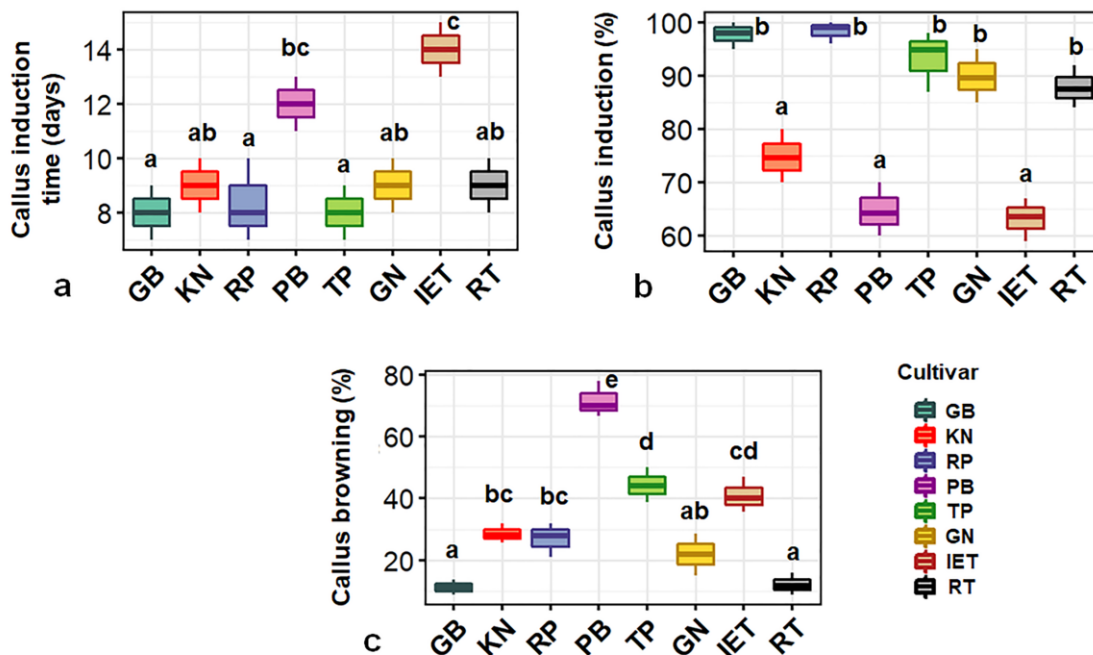 Callus induction
time (days)
14
12
10
8
a
ab
a
bc
a
ab
c
ab
GB KN RP PB TP GN IET RT
a
Callus induction (%)
100
90
80
70
60
b
a
b
a
b
b
a
b
GB KN RP PB TP GN IET RT
b
Callus browning (%)
80
60
40
20
a
bc
bc
e
d
ab
cd
a
GB KN RP PB TP GN IET RT
c
Cultivar
GB
KN
RP
PB
TP
GN
IET
RT